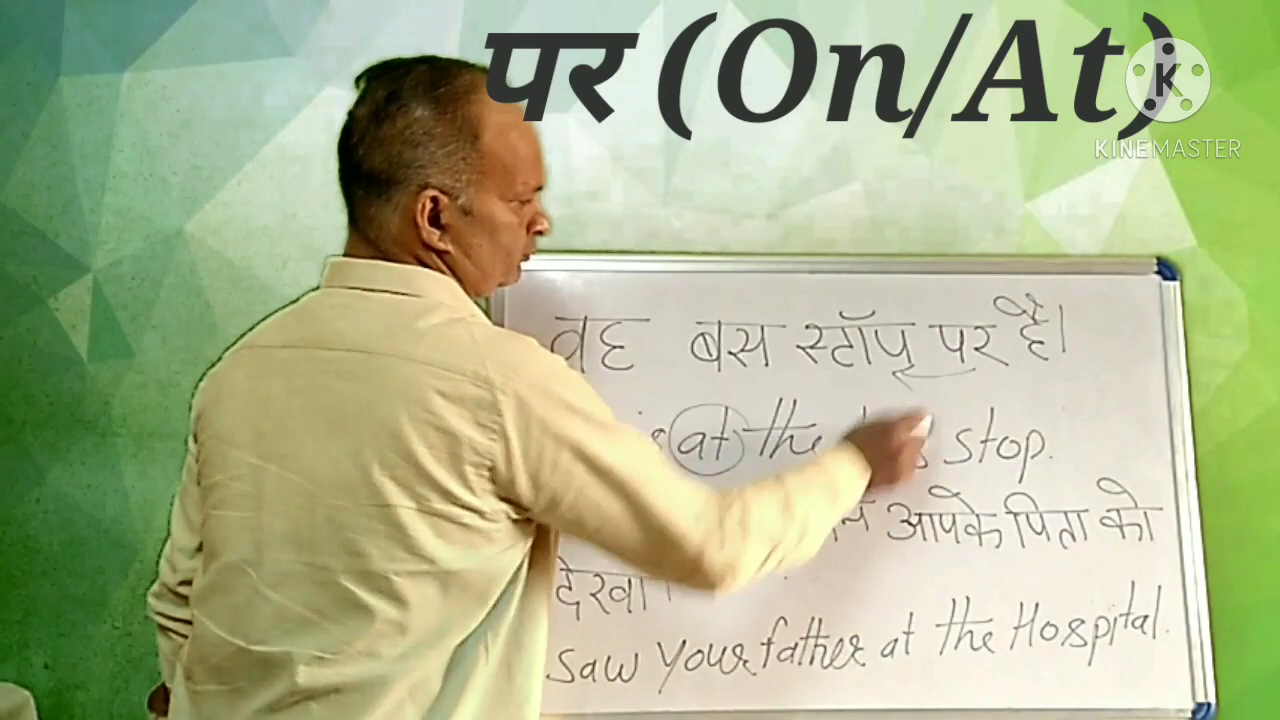 पर (On/At)
K
KINEMASTER
वह बस स्टॉप पर है।
at the stop.
आपके पिता को
देखा।
saw your father at the Hospital.